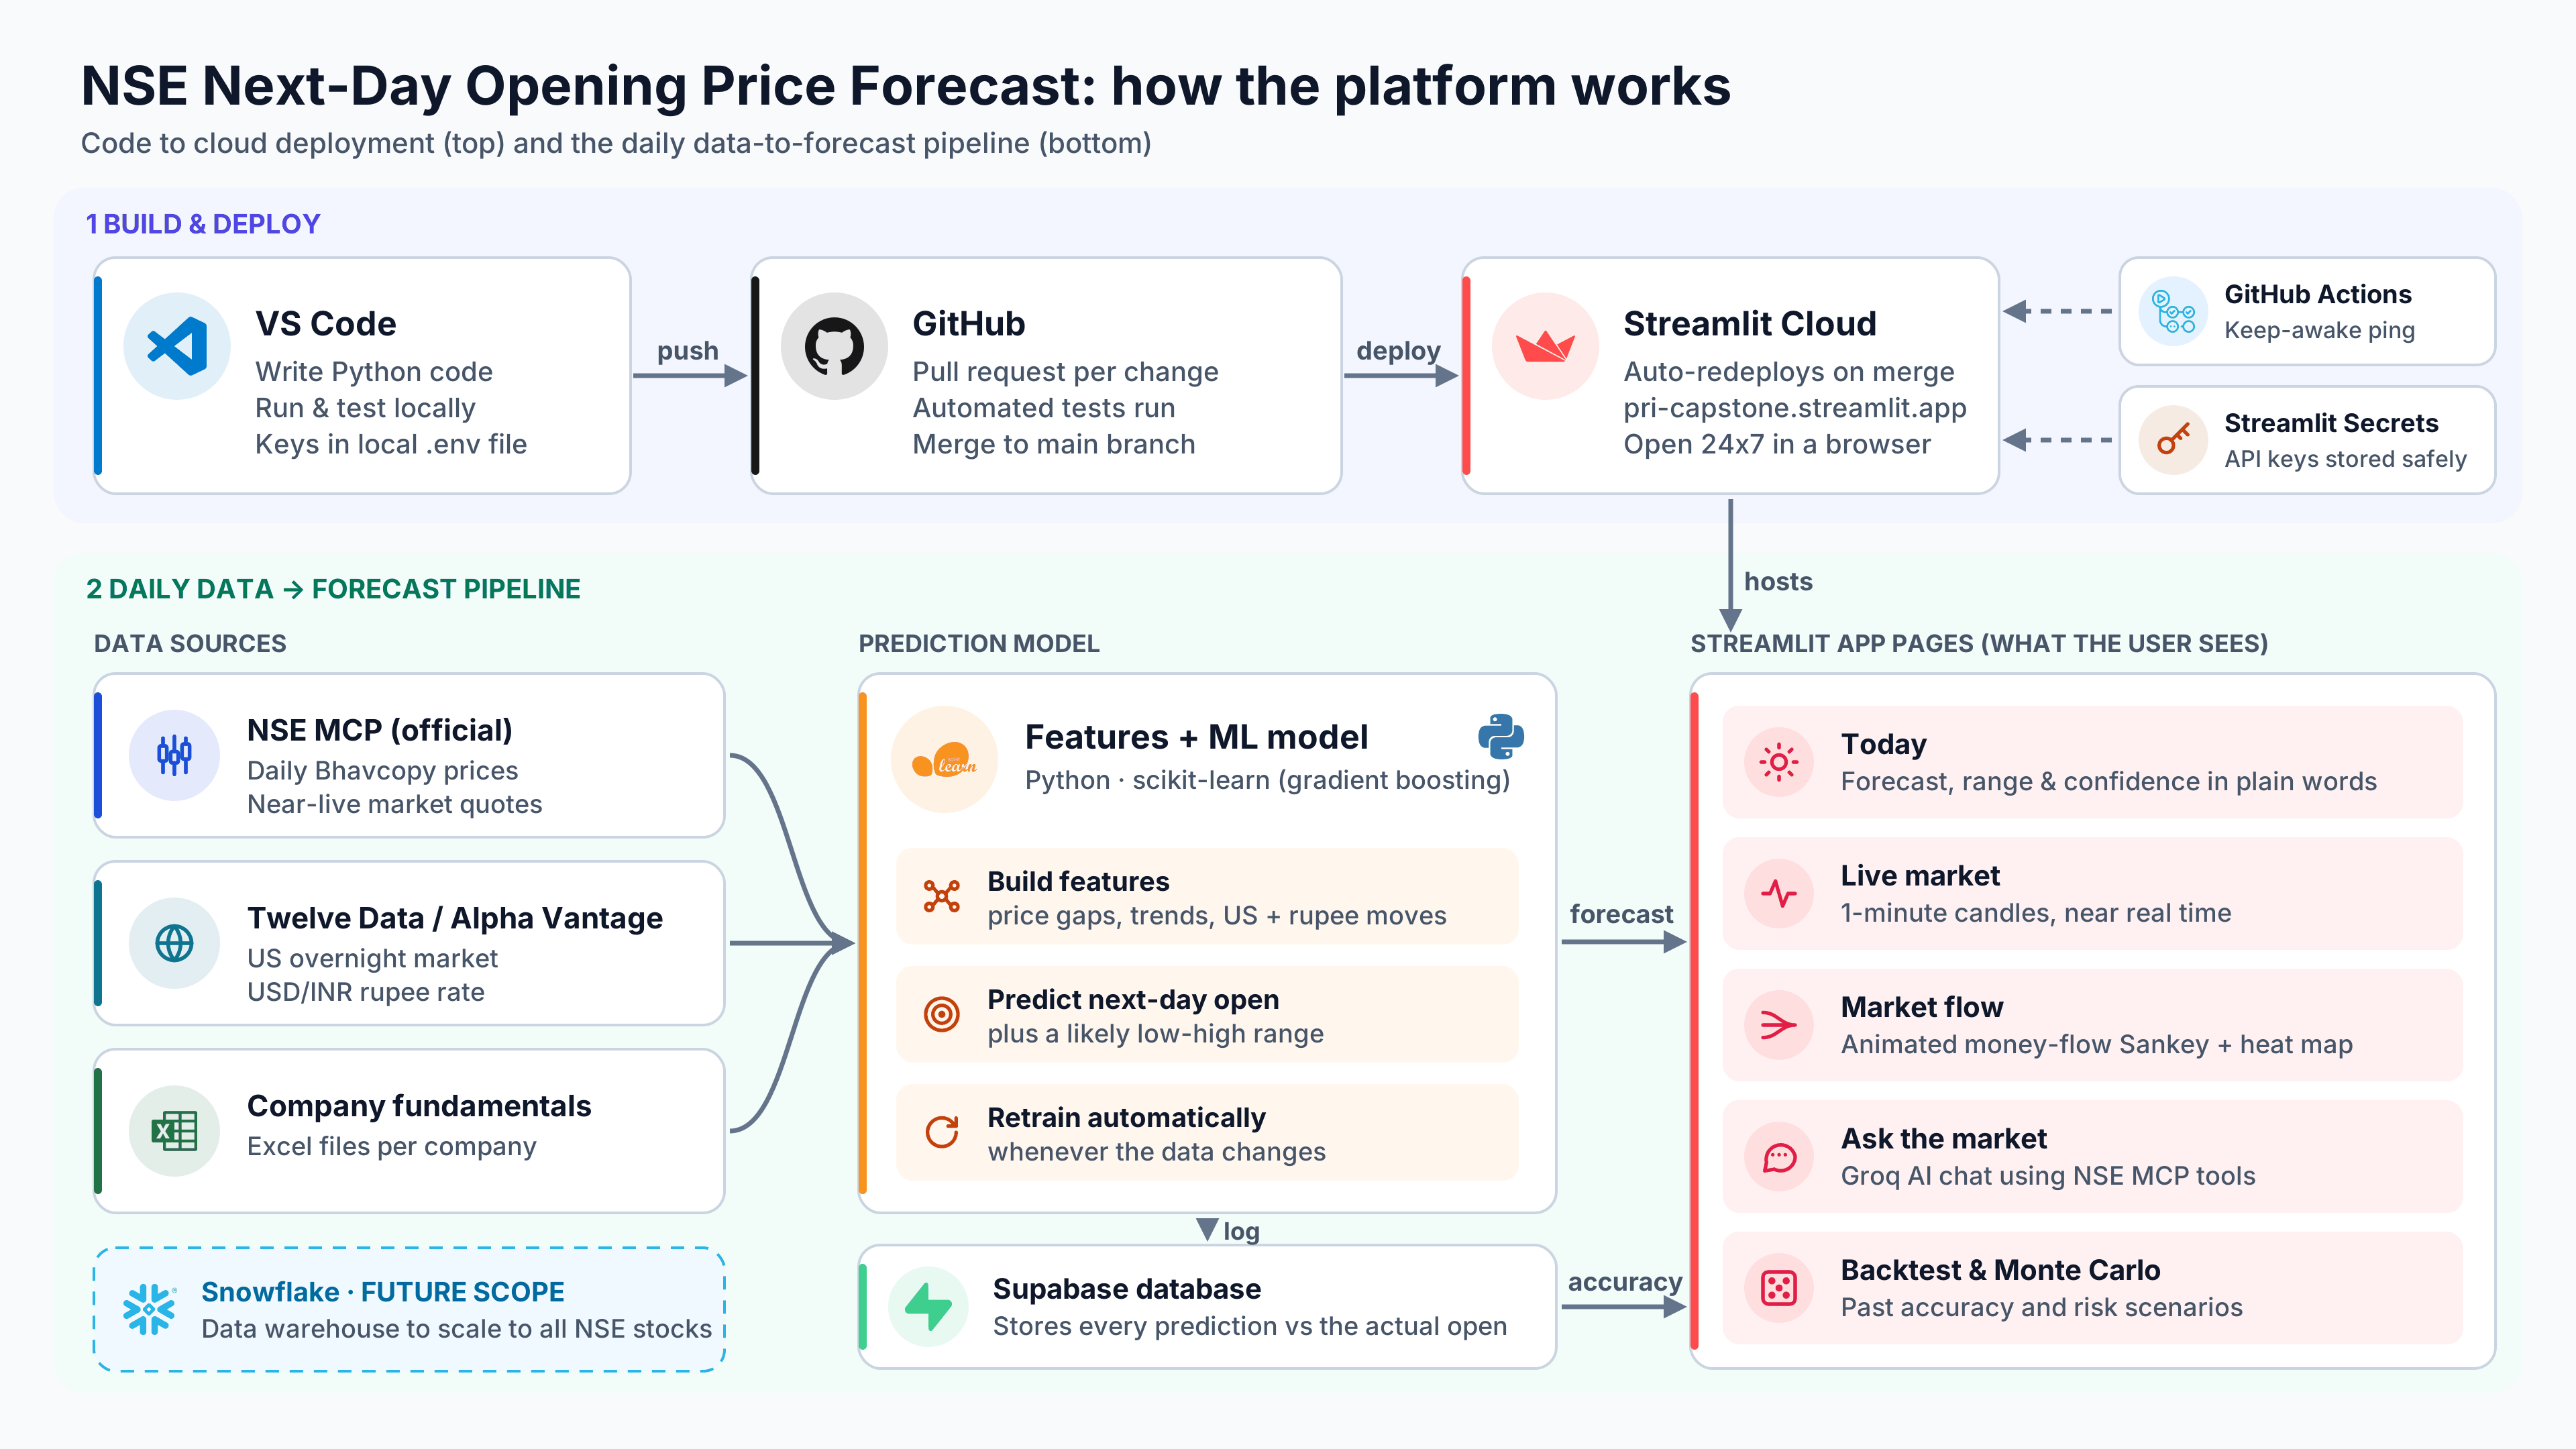 NSE Next-Day Opening Price Forecast: how the platform works
Code to cloud deployment (top) and the daily data-to-forecast pipeline (bottom)
1 BUILD & DEPLOY
VS Code
Write Python code
Run & test locally
Keys in local .env file
push
GitHub
Pull request per change
Automated tests run
Merge to main branch
deploy
Streamlit Cloud
Auto-redeploys on merge
pri-capstone.streamlit.app
Open 24x7 in a browser
GitHub Actions
Keep-awake ping
Streamlit Secrets
API keys stored safely
hosts
2 DAILY DATA → FORECAST PIPELINE
DATA SOURCES
NSE MCP (official)
Daily Bhavcopy prices
Near-live market quotes
Twelve Data / Alpha Vantage
US overnight market
USD/INR rupee rate
Company fundamentals
Excel files per company
Snowflake · FUTURE SCOPE
Data warehouse to scale to all NSE stocks
PREDICTION MODEL
learn
Features + ML model
Python · scikit-learn (gradient boosting)
Build features
price gaps, trends, US + rupee moves
Predict next-day open
plus a likely low-high range
Retrain automatically
whenever the data changes
log
Supabase database
Stores every prediction vs the actual open
forecast
accuracy
STREAMLIT APP PAGES (WHAT THE USER SEES)
Today
Forecast, range & confidence in plain words
Live market
1-minute candles, near real time
Market flow
Animated money-flow Sankey + heat map
Ask the market
Groq AI chat using NSE MCP tools
Backtest & Monte Carlo
Past accuracy and risk scenarios